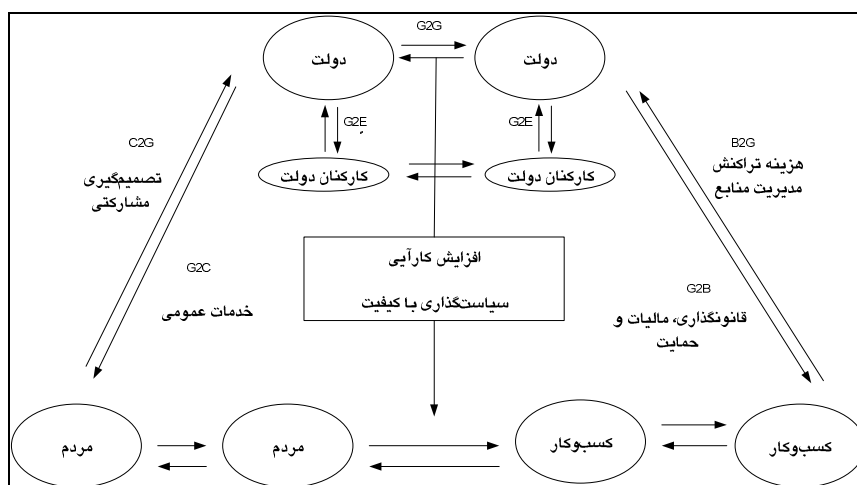 G2G
دولت
دولت
G2E
G2E
C2G
تصمیم‌گیری
مشارکتی
کارکنان دولت
کارکنان دولت
B2G
هزینه تراکنش
مدیریت منابع
افزایش کارآیی
سیاستگذاری با کیفیت
G2C
خدمات عمومی
G2B
قانونگذاری، مالیات و
حمایت
مردم
مردم
کسب‌وکار
کسب‌وکار